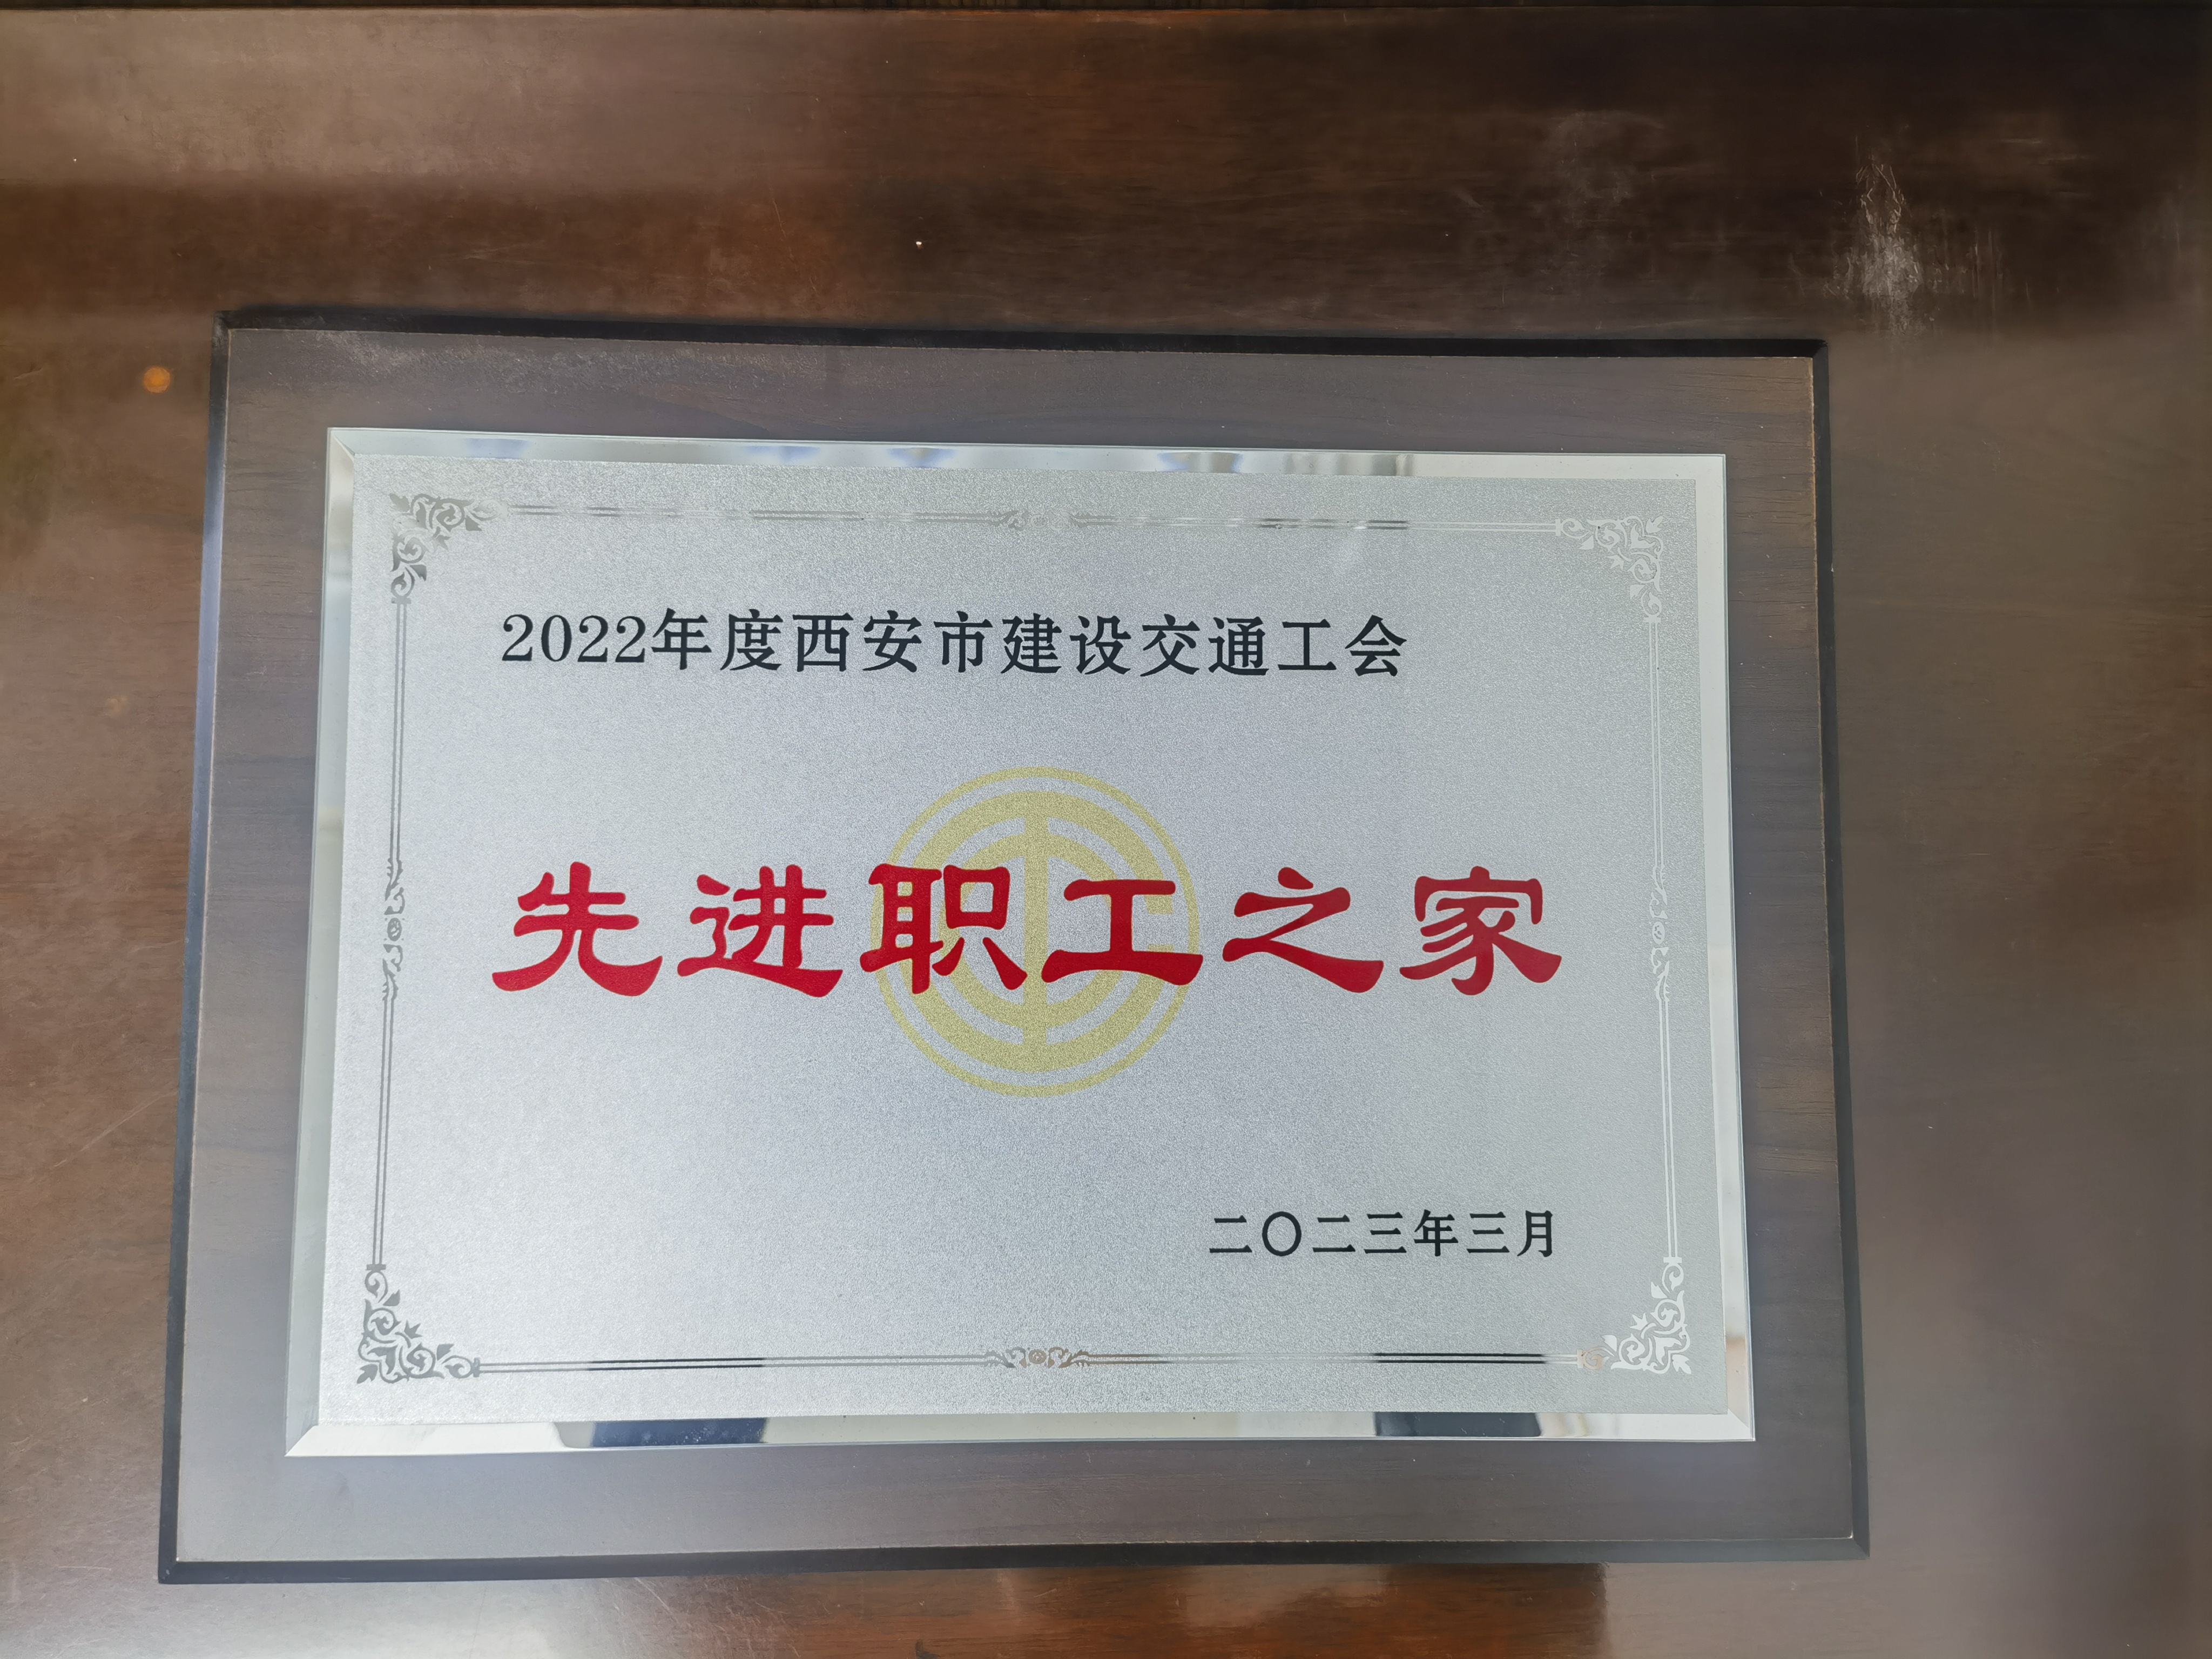 2022年度西安市建设交通工会
先进职工之家
二〇二三年三月